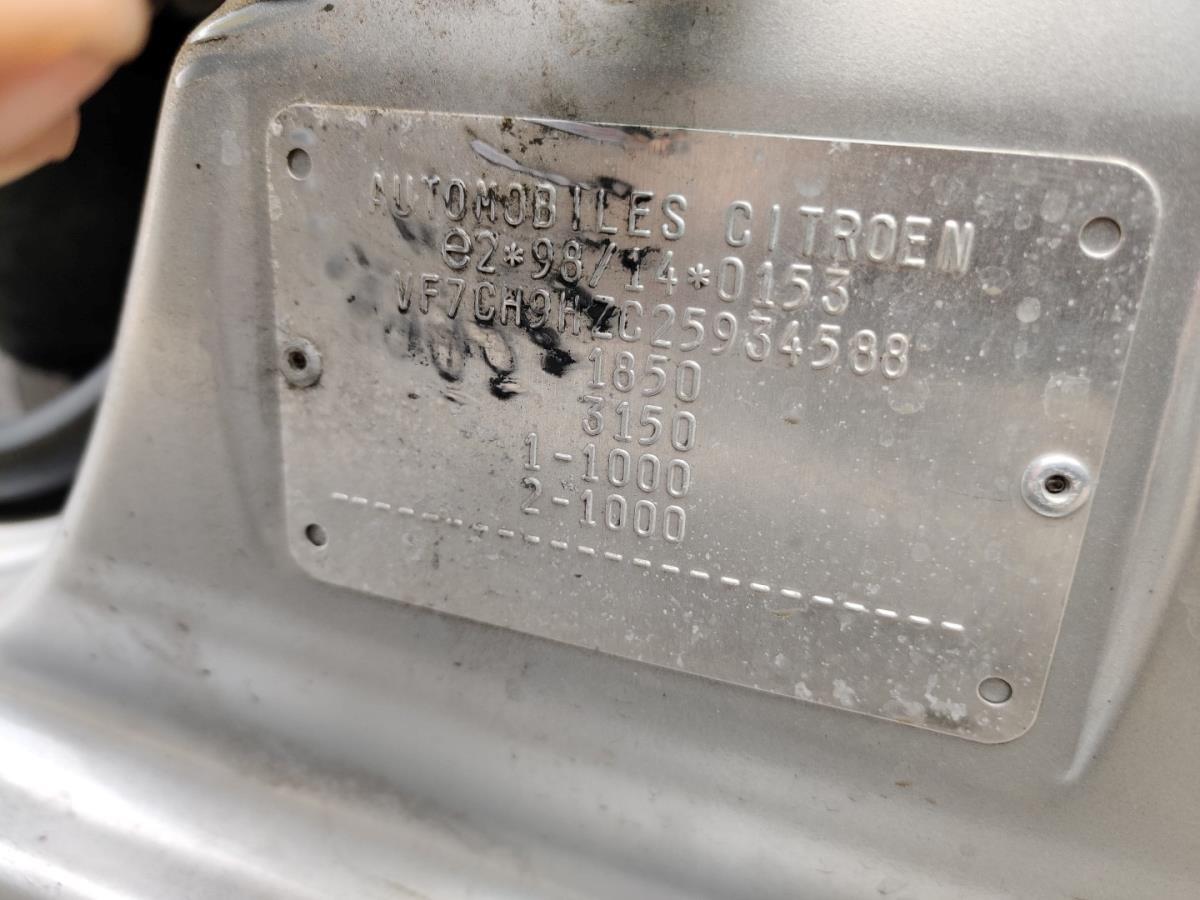 AUTOMOBILES CITROEN
e2*98/14*0153
VF7CH9HZC25934588
1850
3150
1-1000
2-1000